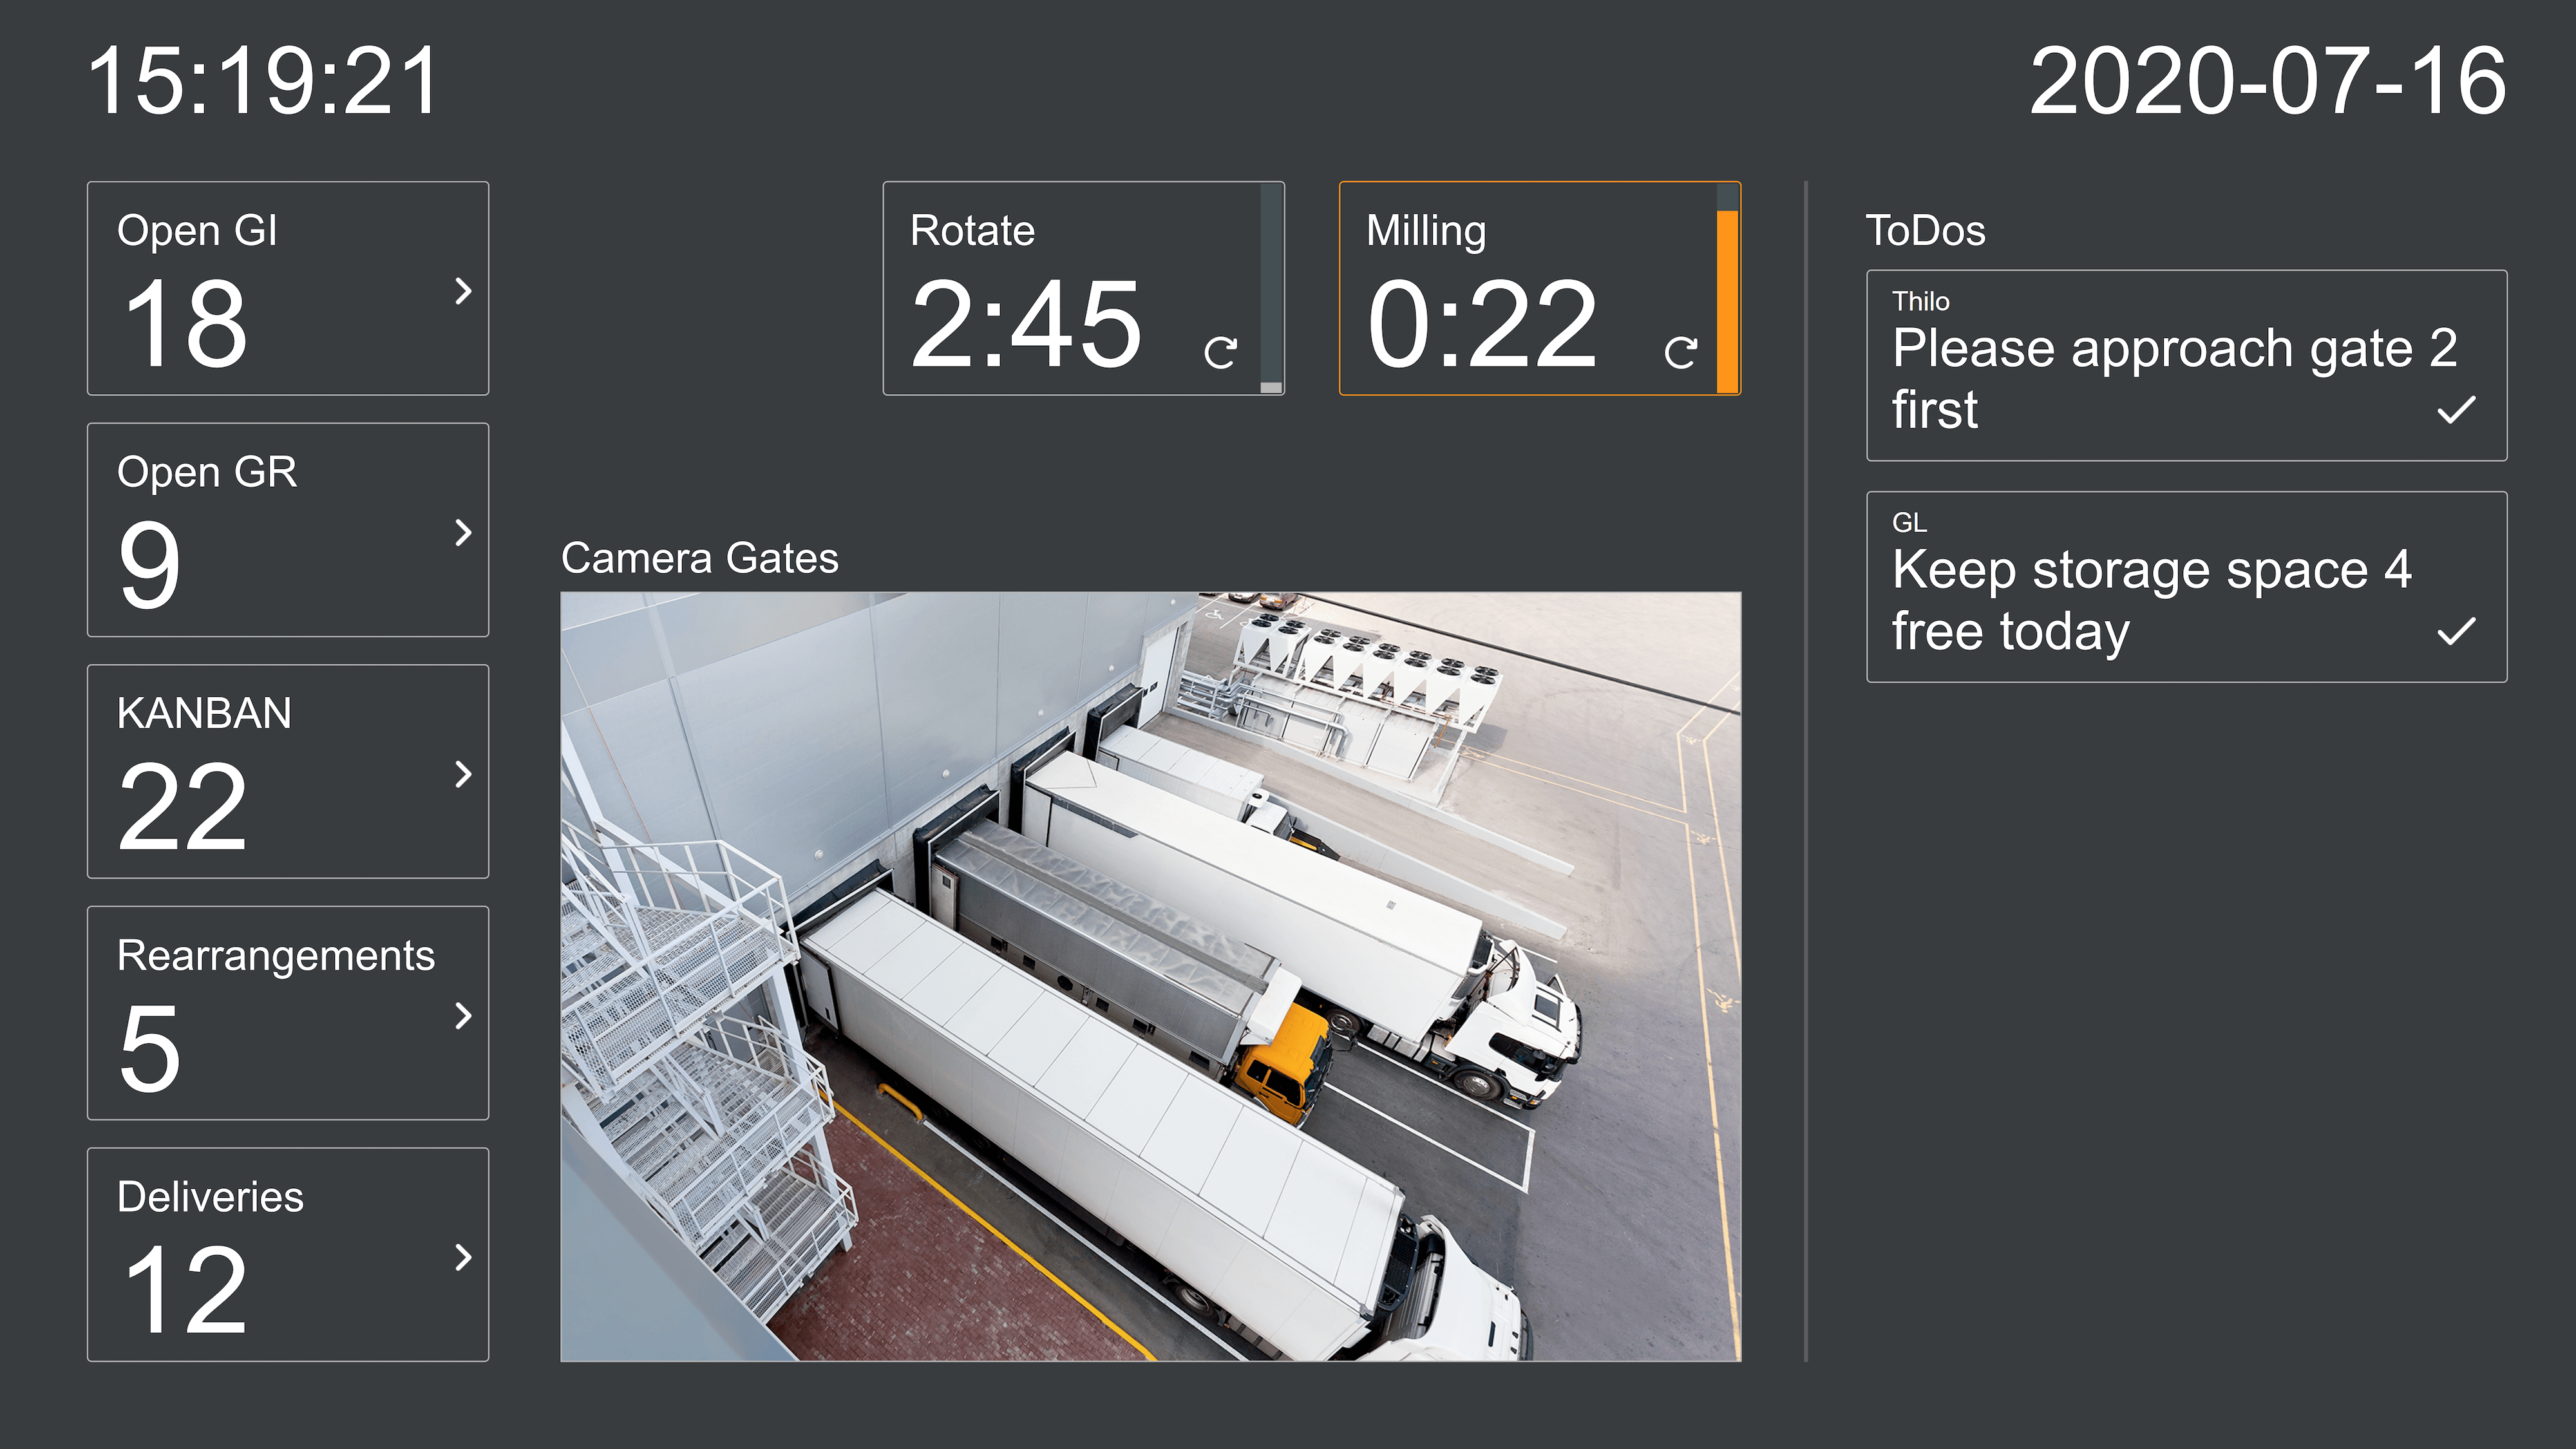 15:19:21
2020-07-16
Open GI
18
Open GR
9
KANBAN
22
Rearrangements
5
Deliveries
12
Rotate
2:45
Milling
0:22
Camera Gates
ToDos
Thilo
Please approach gate 2
first
GL
Keep storage space 4
free today